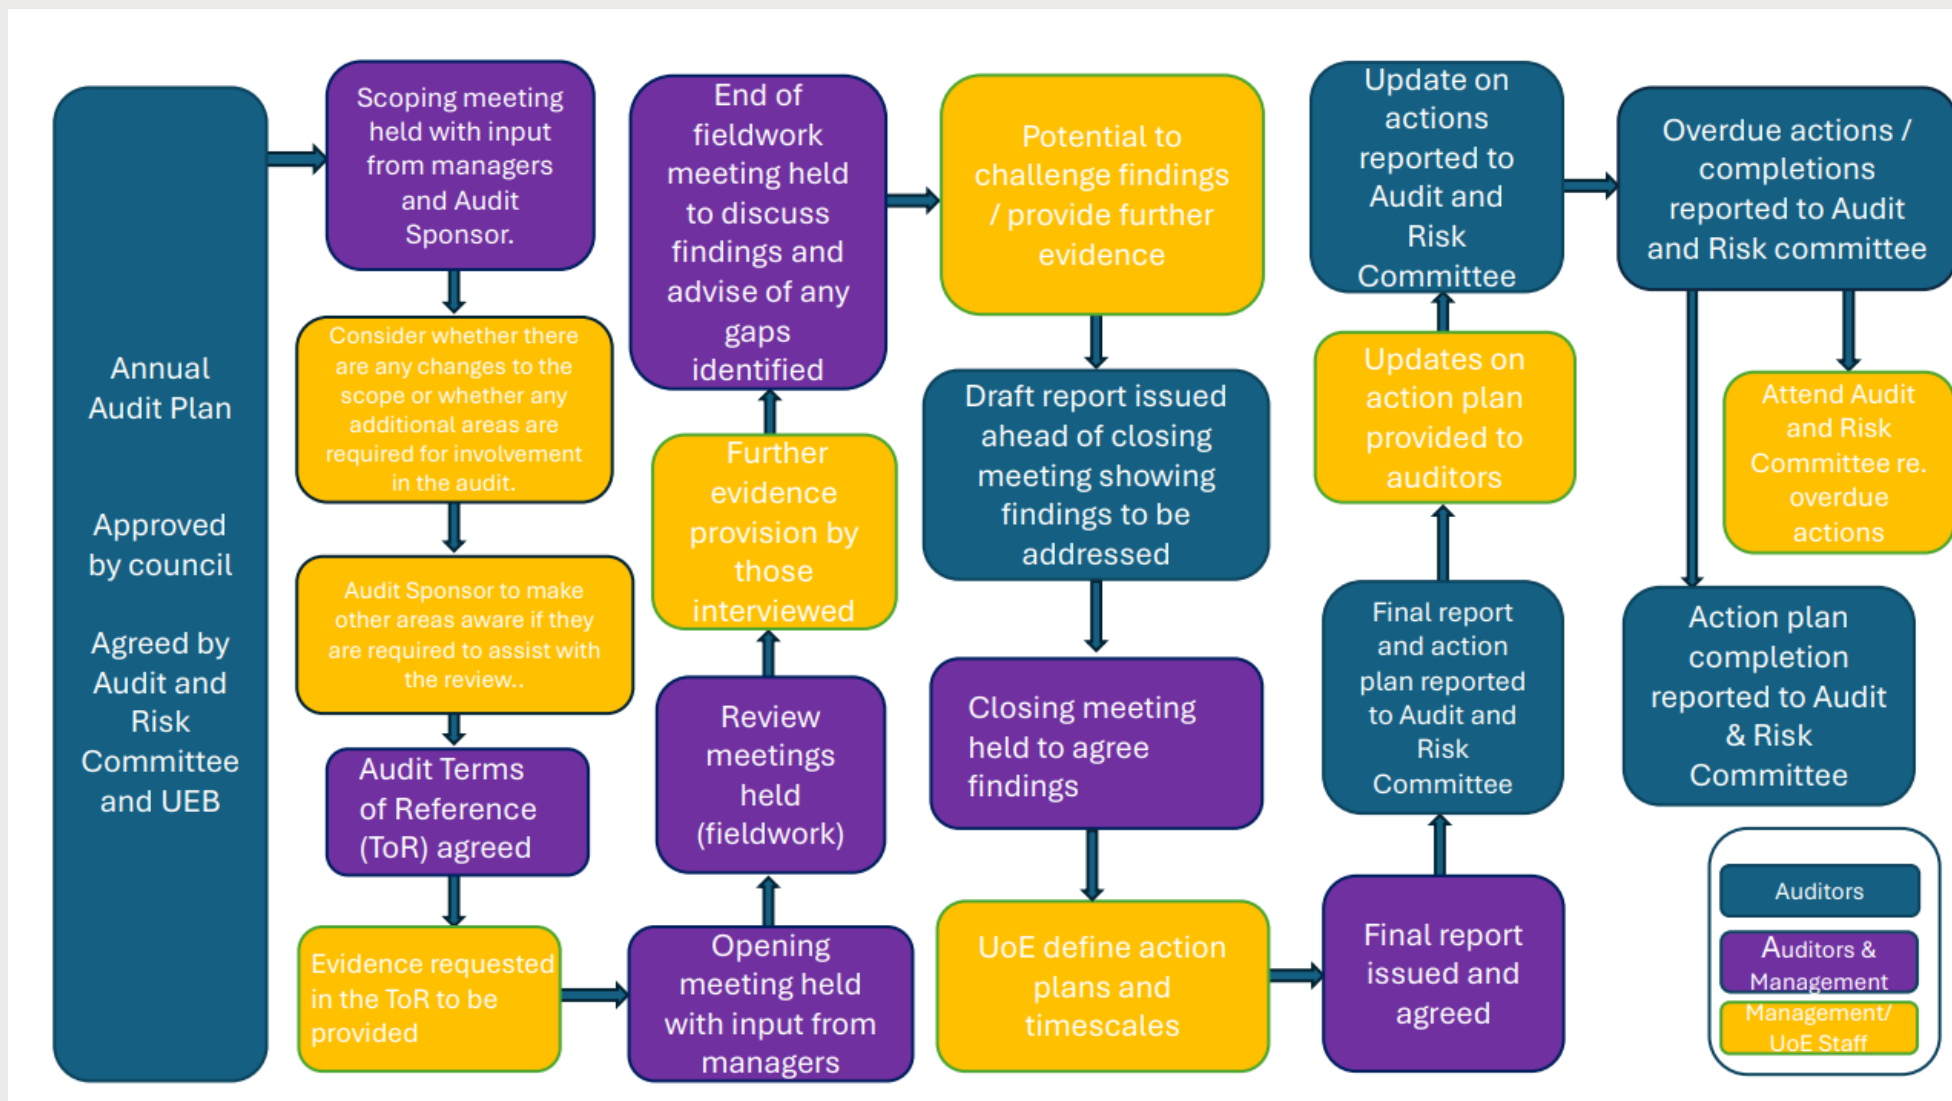 Annual
Audit Plan
Approved
by council
Agreed by
Audit and
Risk
Committee
and UEB
Scoping meeting
held with input
from managers
and Audit
Sponsor.
Consider whether there
are any changes to the
scope or whether any
additional areas are
required for involvement
in the audit.
Audit Sponsor to make
other areas aware if they
are required to assist with
the review..
Audit Terms
of Reference
(ToR) agreed
Evidence requested
in the ToR to be
provided
Opening
meeting held
with input from
managers
Review
meetings
held
(fieldwork)
Further
evidence
provision by
those
interviewed
End of
fieldwork
meeting held
to discuss
findings and
advise of any
gaps
identified
Potential to
challenge findings
/ provide further
evidence
Draft report issued
ahead of closing
meeting showing
findings to be
addressed
Closing meeting
held to agree
findings
UoE define action
plans and
timescales
Final report
issued and
agreed
Final report
and action
plan reported
to Audit and
Risk
Committee
Updates on
action plan
provided to
auditors
Update on
actions
reported to
Audit and
Risk
Committee
Overdue actions /
completions
reported to Audit
and Risk committee
Attend Audit
and Risk
Committee re.
overdue
actions
Action plan
completion
reported to Audit
& Risk
Committee
Auditors
Auditors &
Management
Management/
UoE Staff